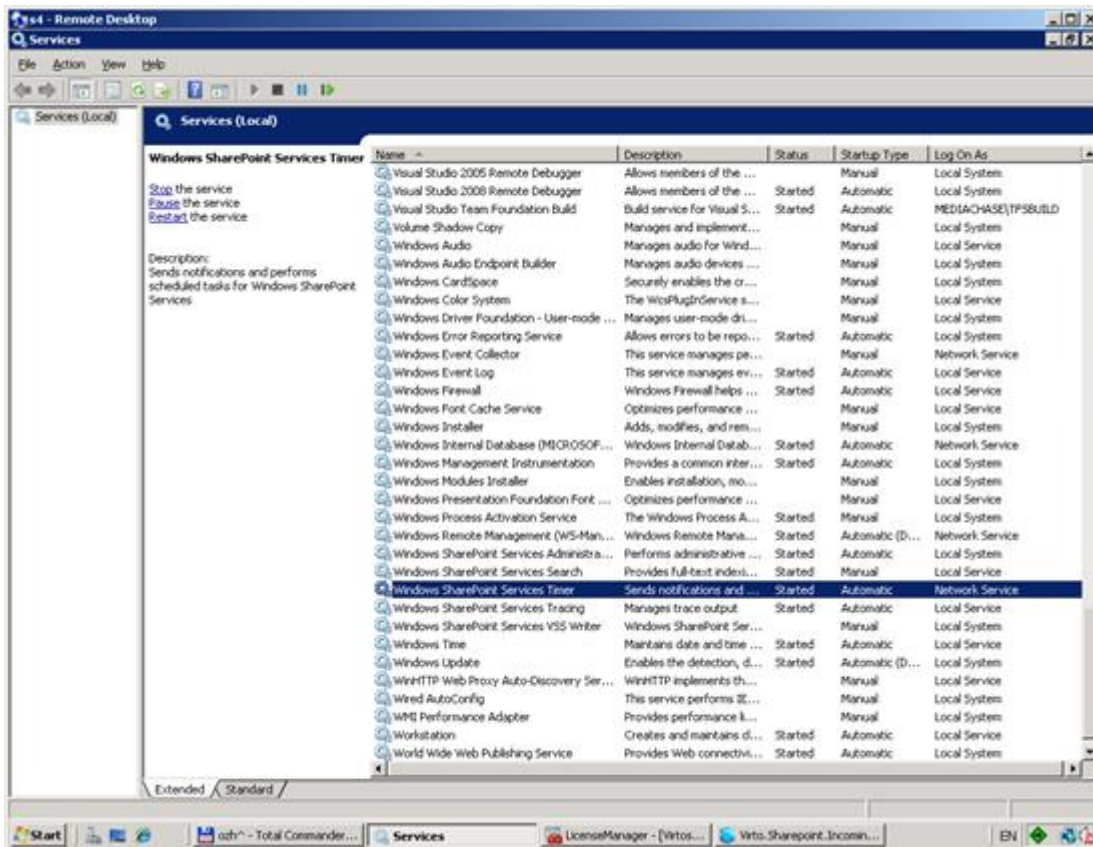 s4 - Remote Desktop
Services
File Action View Help
Services (Local)
Services (Local)
Windows SharePoint Services Timer
Stop the service
Pause the service
Restart the service
Description:
Sends notifications and performs
scheduled tasks for Windows SharePoint
Services
Name Description Status Startup Type Log On As
Visual Studio 2005 Remote Debugger Allows members of the ... Manual Local System
Visual Studio 2008 Remote Debugger Allows members of the ... Started Automatic Local System
Visual Studio Team Foundation Build Build service for Visual S... Started Automatic MEDIACHASE\TFSBUILD
Volume Shadow Copy Manages and implement... Manual Local System
Windows Audio Manages audio for Wind... Manual Local Service
Windows Audio Endpoint Builder Manages audio devices ... Manual Local System
Windows CardSpace Securely enables the cr... Manual Local System
Windows Color System The WcsPlugInService s... Manual Local Service
Windows Driver Foundation - User-mode ... Manages user-mode dri... Manual Local System
Windows Error Reporting Service Allows errors to be repo... Started Automatic Local System
Windows Event Collector This service manages pe... Manual Network Service
Windows Event Log This service manages ev... Started Automatic Local Service
Windows Firewall Windows Firewall helps ... Started Automatic Local Service
Windows Font Cache Service Optimizes performance ... Manual Local Service
Windows Installer Adds, modifies, and rem... Manual Local System
Windows Internal Database (MICROSOF... Windows Internal Datab... Started Automatic Network Service
Windows Management Instrumentation Provides a common inter... Started Automatic Local System
Windows Modules Installer Enables installation, mo... Manual Local System
Windows Presentation Foundation Font ... Optimizes performance ... Manual Local Service
Windows Process Activation Service The Windows Process A... Started Manual Local System
Windows Remote Management (WS-Man... Windows Remote Mana... Started Automatic (D... Network Service
Windows SharePoint Services Administra... Performs administrative ... Started Automatic Local System
Windows SharePoint Services Search Provides full-text indexi... Started Manual Local Service
Windows SharePoint Services Timer Sends notifications and ... Started Automatic Network Service
Windows SharePoint Services Tracing Manages trace output Started Automatic Local Service
Windows SharePoint Services VSS Writer Windows SharePoint Ser... Manual Local System
Windows Time Maintains date and time ... Started Automatic Local Service
Windows Update Enables the detection, d... Started Automatic (D... Local System
WinHTTP Web Proxy Auto-Discovery Ser... WinHTTP implements th... Manual Local Service
Wired AutoConfig This service performs IE... Manual Local System
WMI Performance Adapter Provides performance li... Manual Local System
Workstation Creates and maintains cl... Started Automatic Local Service
World Wide Web Publishing Service Provides Web connectivi... Started Automatic Local System
Extended Standard
Start ozh^ - Total Commander... Services LicenseManager - [Virtos... Virto.Sharepoint.Incomin... EN